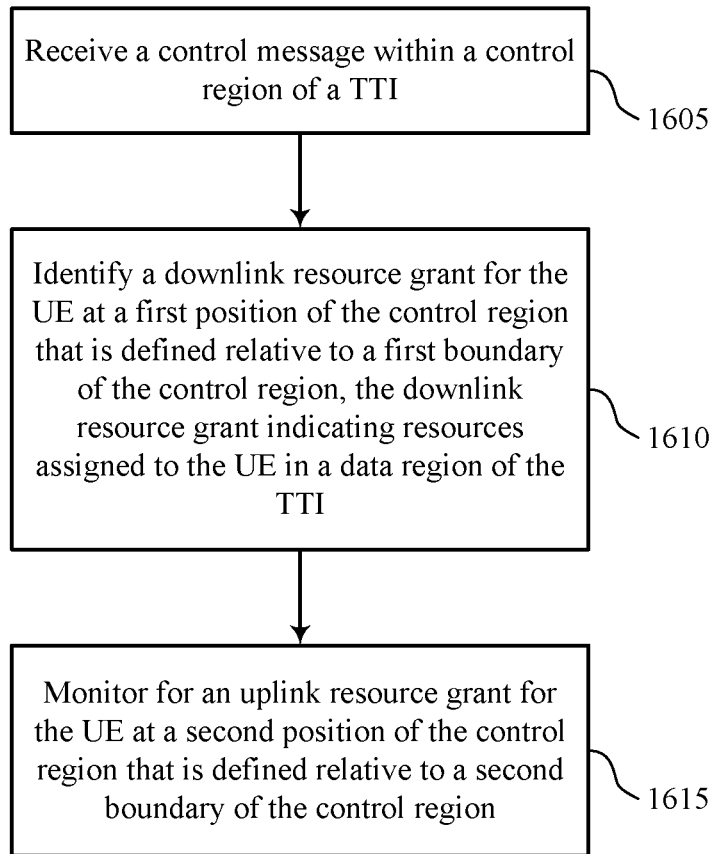 Receive a control message within a control
region of a TTI
1605
Identify a downlink resource grant for the
UE at a first position of the control region
that is defined relative to a first boundary
of the control region, the downlink
resource grant indicating resources
assigned to the UE in a data region of the
TTI
1610
Monitor for an uplink resource grant for
the UE at a second position of the control
region that is defined relative to a second
boundary of the control region
1615